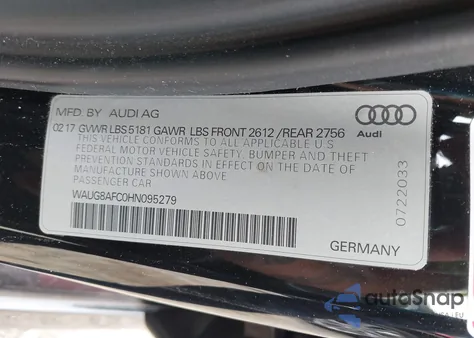 MFD. BY AUDI AG
02 17 GVWR LBS 5181 GAWR LBS FRONT 2612 /REAR 2756
THIS VEHICLE CONFORMS TO ALL APPLICABLE U.S.
FEDERAL MOTOR VEHICLE SAFETY, BUMPER AND THEFT
PREVENTION STANDARDS IN EFFECT ON THE DATE OF
MANUFACTURE SHOWN ABOVE.
PASSENGER CAR
WAUG8AFC0HN095279
Audi
0722033
GERMANY
autoSnap